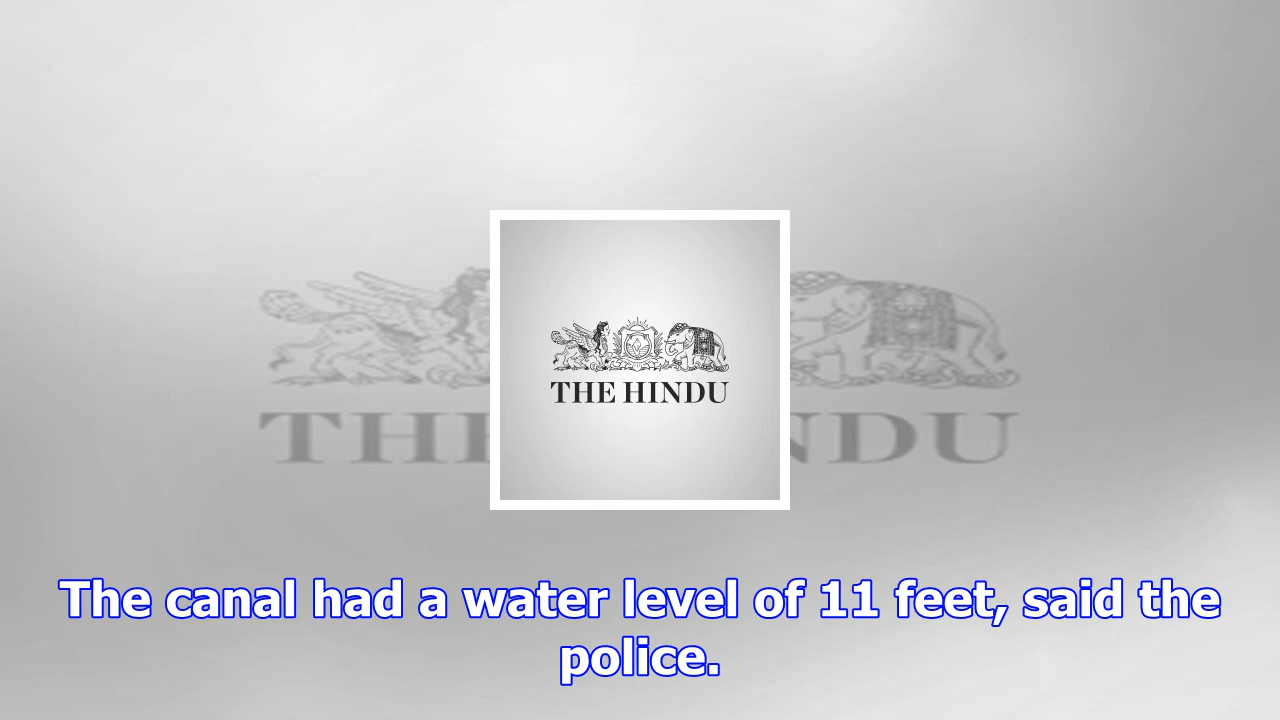 THE HINDU
The canal had a water level of 11 feet, said the
police.